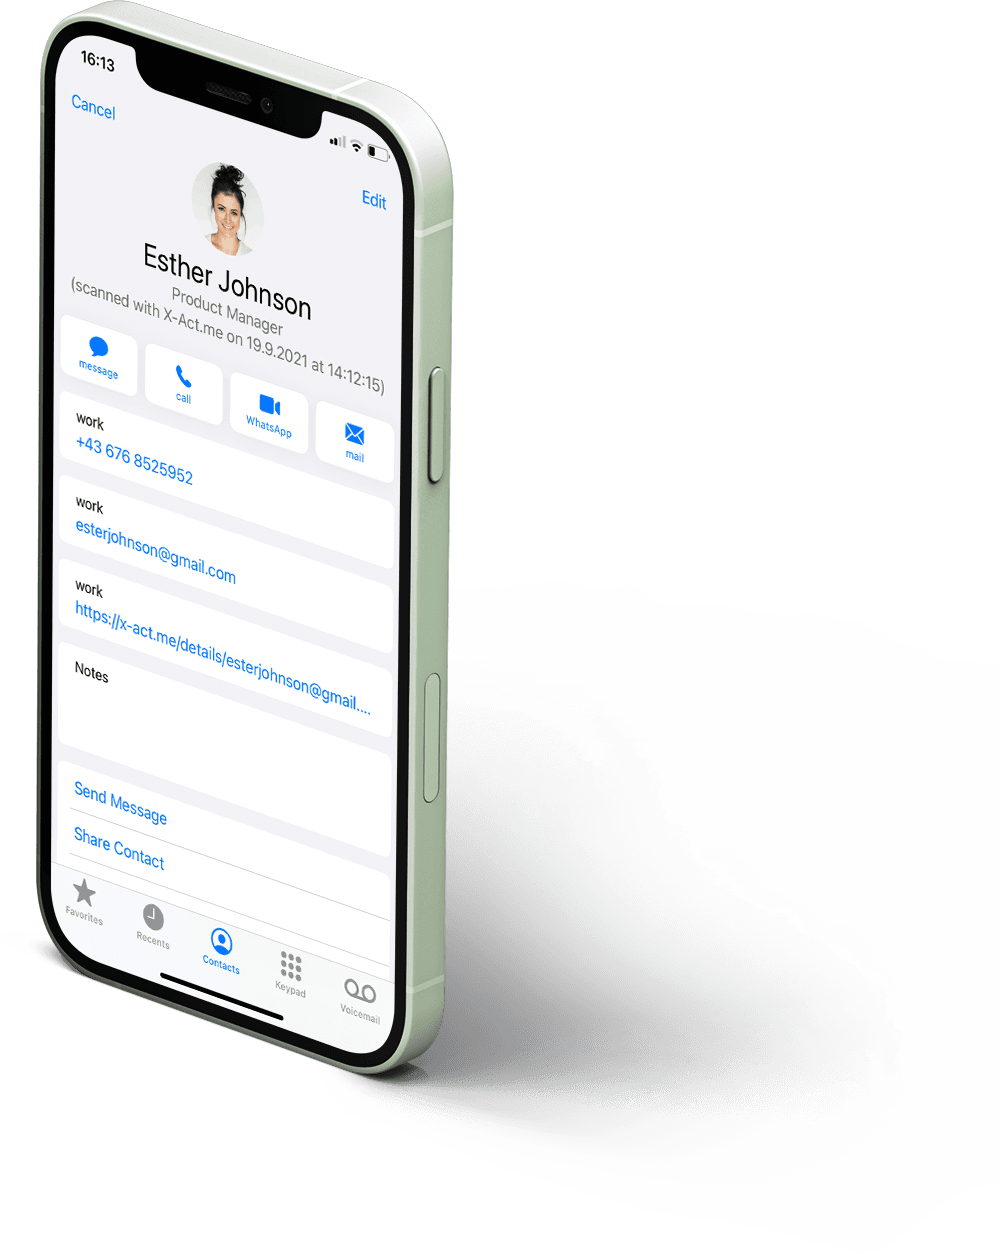 16:13
Cancel
Edit
Esther Johnson
Product Manager
(scanned with X-Act.me on 19.9.2021 at 14:12:15)
message
call
WhatsApp
mail
work
+43 676 8525952
work
esterjohnson@gmail.com
work
https://x-act.me/details/esterjohnson@gmail....
Notes
Send Message
Share Contact
Favorites
Recents
Contacts
Keypad
Voicemail